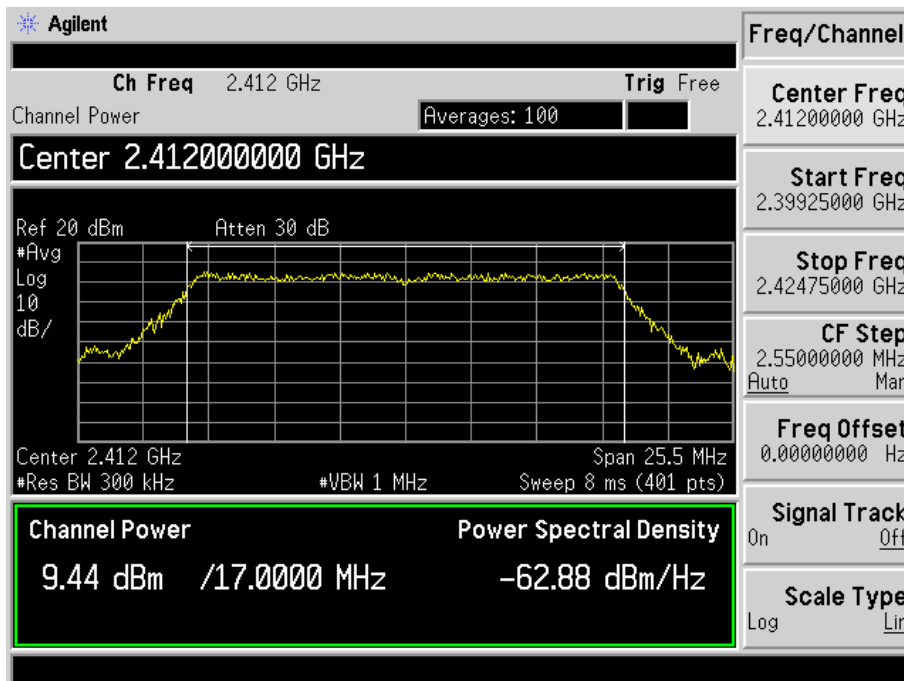 Agilent
Freq/Channel
Ch Freq 2.412 GHz Trig Free
Channel Power Averages: 100
Center 2.412000000 GHz
Ref 20 dBm Atten 30 dB
#Avg
Log
10
dB/
Center 2.412 GHz Span 25.5 MHz
#Res BW 300 kHz #VBW 1 MHz Sweep 8 ms (401 pts)
Channel Power Power Spectral Density
9.44 dBm /17.0000 MHz -62.88 dBm/Hz
Center Freq
2.41200000 GHz
Start Freq
2.39925000 GHz
Stop Freq
2.42475000 GHz
CF Step
2.55000000 MHz
Auto Man
Freq Offset
0.00000000 Hz
Signal Track
On Off
Scale Type
Log Lin